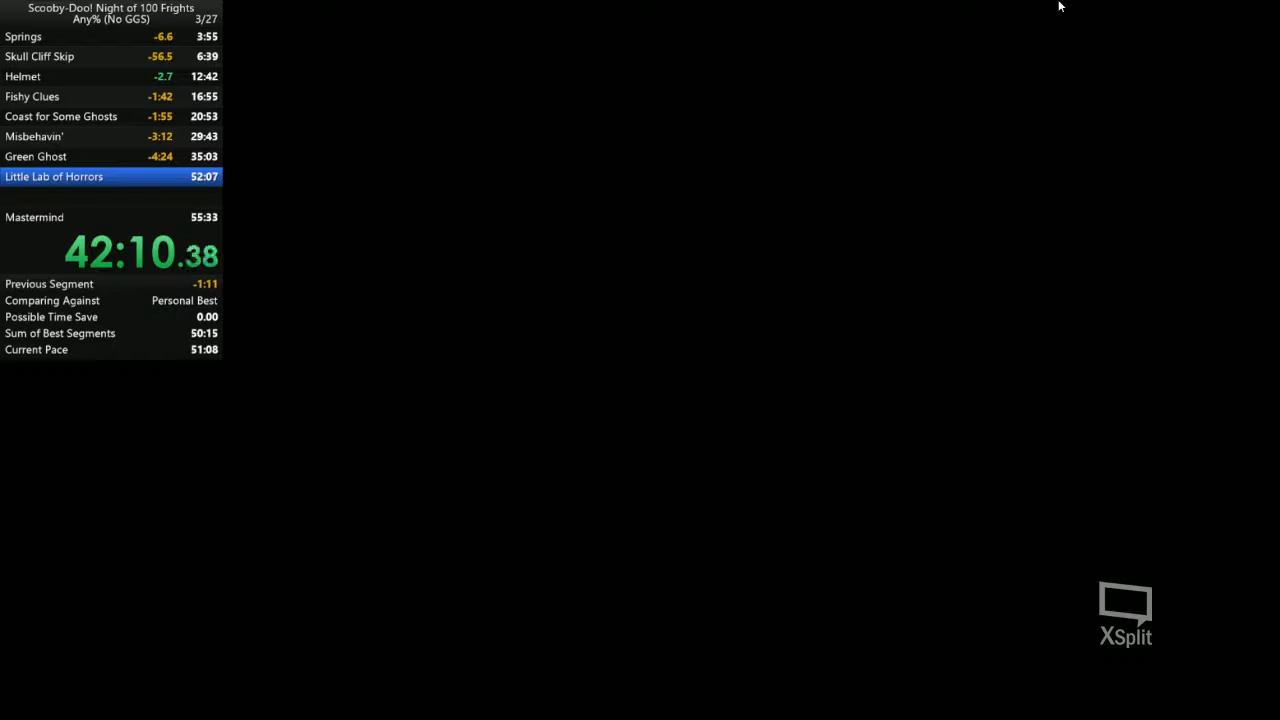 Scooby-Doo! Night of 100 Frights
Any% (No GGS) 3/27
Springs -6.6 3:55
Skull Cliff Skip -56.5 6:39
Helmet -2.7 12:42
Fishy Clues -1:42 16:55
Coast for Some Ghosts -1:55 20:53
Misbehavin' -3:12 29:43
Green Ghost -4:24 35:03
Little Lab of Horrors 52:07
Mastermind 55:33
42:10.38
Previous Segment -1:11
Comparing Against Personal Best
Possible Time Save 0.00
Sum of Best Segments 50:15
Current Pace 51:08
XSplit